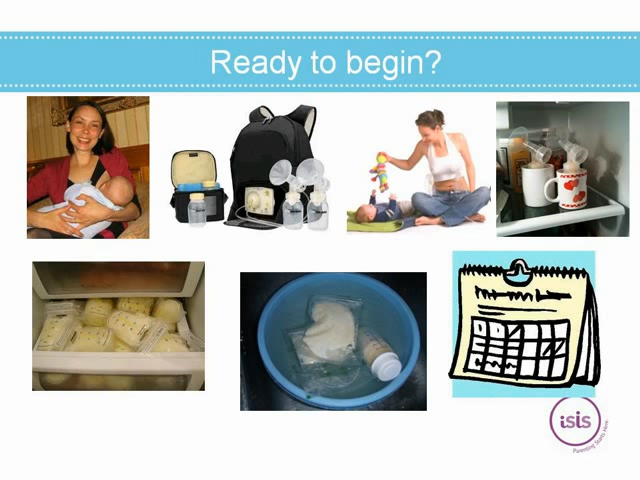 Ready to begin?
isis
Parenting Starts Here.